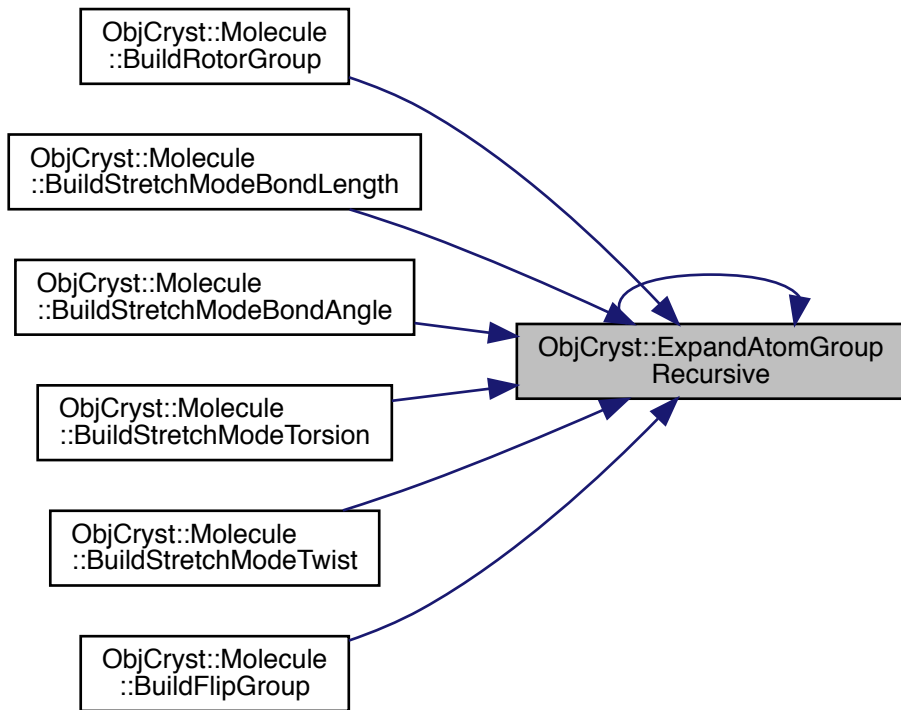 ObjCryst::Molecule
::BuildRotorGroup
ObjCryst::Molecule
::BuildStretchModeBondLength
ObjCryst::Molecule
::BuildStretchModeBondAngle
ObjCryst::ExpandAtomGroup
Recursive
ObjCryst::Molecule
::BuildStretchModeTorsion
ObjCryst::Molecule
::BuildStretchModeTwist
ObjCryst::Molecule
::BuildFlipGroup